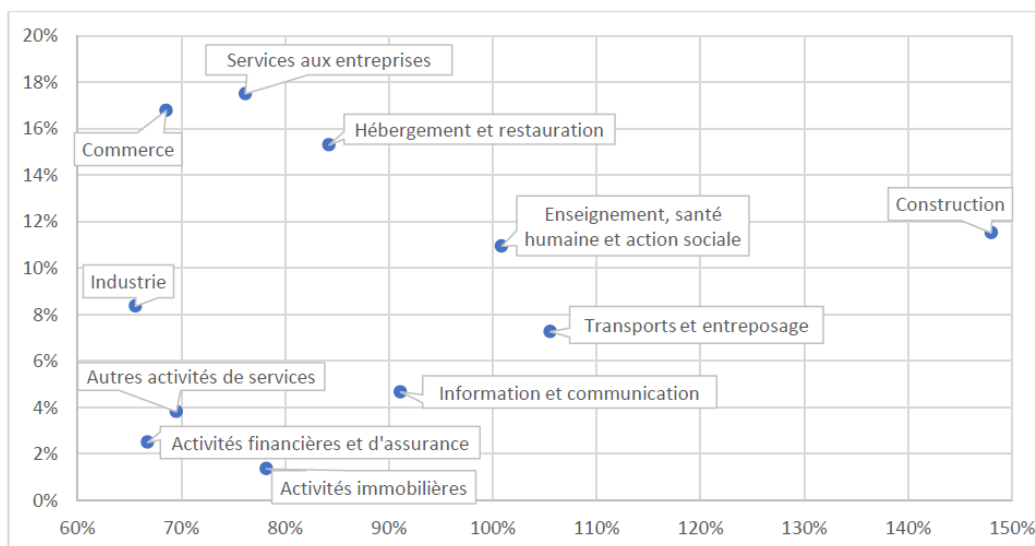 20%
18%
16%
14%
12%
10%
8%
6%
4%
2%
0%
Services aux entreprises
Commerce
Hébergement et restauration
Enseignement, santé
humaine et action sociale
Construction
Industrie
Transports et entreposage
Autres activités de services
Information et communication
Activités financières et d'assurance
Activités immobilières
60% 70% 80% 90% 100% 110% 120% 130% 140% 150%